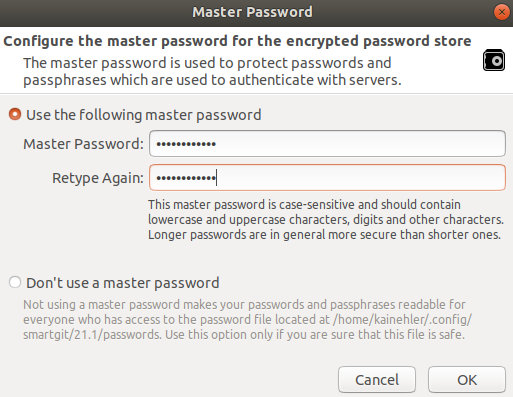 Master Password
Configure the master password for the encrypted password store
The master password is used to protect passwords and
passphrases which are used to authenticate with servers.
Use the following master password
Master Password: ••••••••••••
Retype Again: ••••••••••••
This master password is case-sensitive and should contain
lowercase and uppercase characters, digits and other characters.
Longer passwords are in general more secure than shorter ones.
Don't use a master password
Not using a master password makes your passwords and passphrases readable for
everyone who has access to the password file located at /home/kainehler/.config/
smartgit/21.1/passwords. Use this option only if you are sure that this file is safe.
Cancel OK